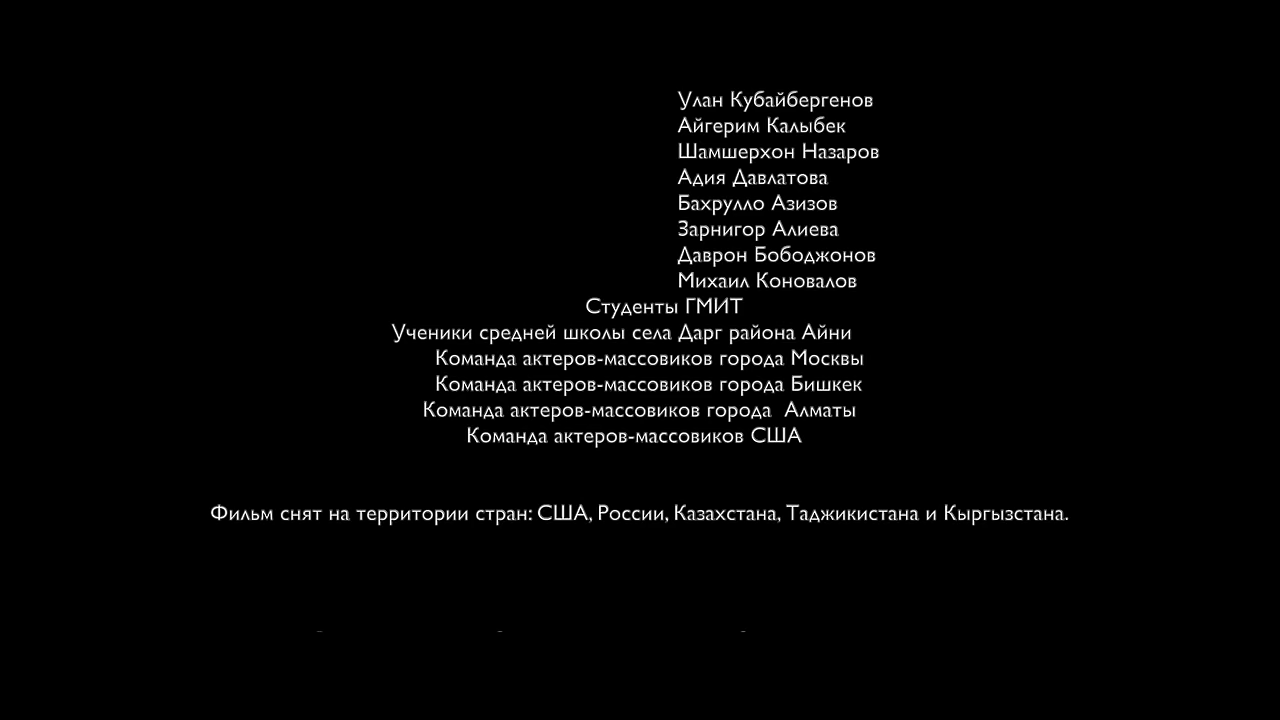 Улан Кубайбергенов
Айгерим Калыбек
Шамшерхон Назаров
Адия Давлатова
Бахрулло Азизов
Зарнигор Алиева
Даврон Бободжонов
Михаил Коновалов
Студенты ГМИТ
Ученики средней школы села Дарг района Айни
Команда актеров-массовиков города Москвы
Команда актеров-массовиков города Бишкек
Команда актеров-массовиков города  Алматы
Команда актеров-массовиков США
Фильм снят на территории стран: США, России, Казахстана, Таджикистана и Кыргызстана.